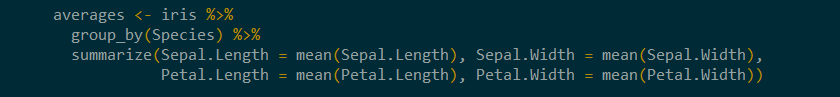 averages <- iris %>%
  group_by(Species) %>%
  summarize(Sepal.Length = mean(Sepal.Length), Sepal.Width = mean(Sepal.Width),
            Petal.Length = mean(Petal.Length), Petal.Width = mean(Petal.Width))